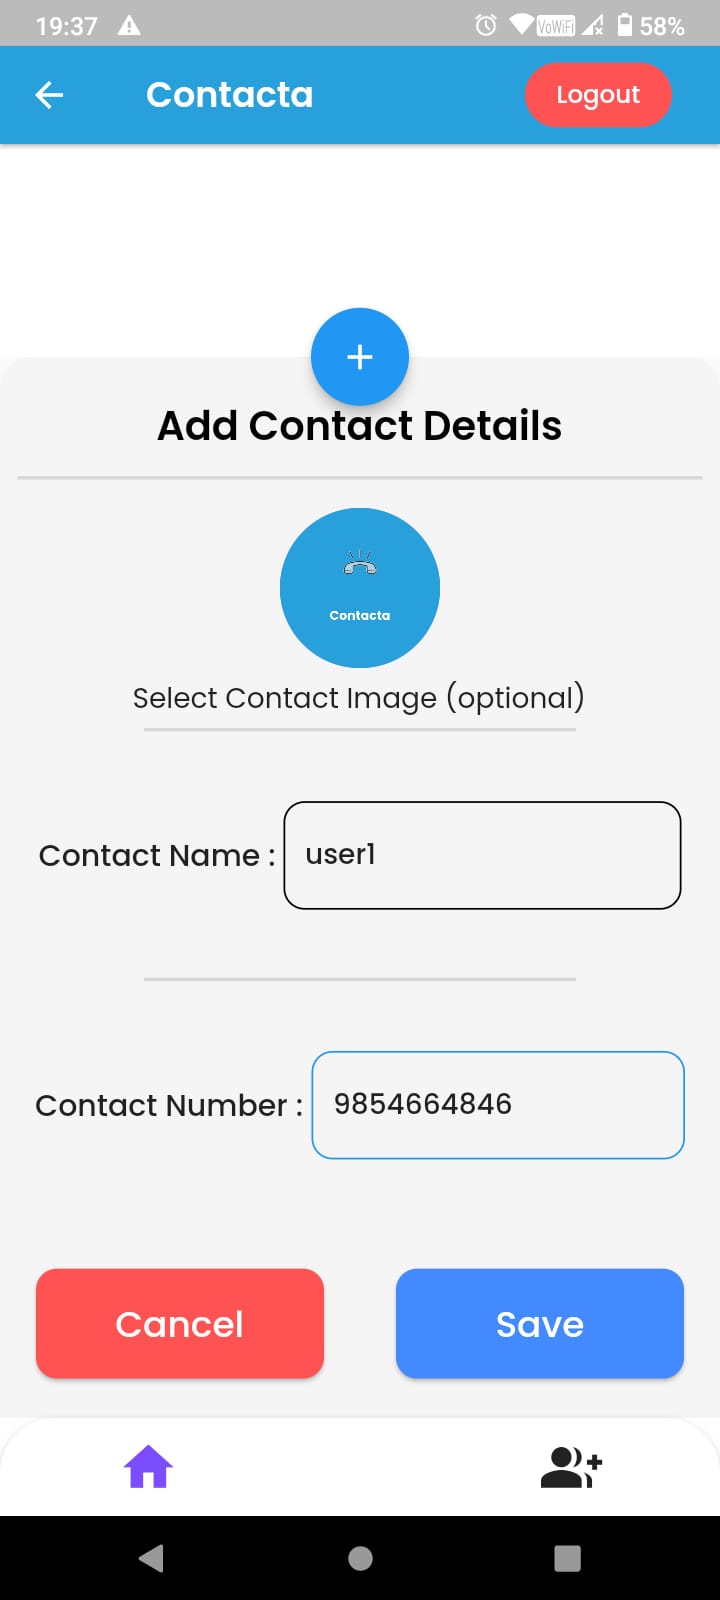 19:37 VoWiFi 58%
Contacta Logout
Add Contact Details
Contacta
Select Contact Image (optional)
Contact Name : user1
Contact Number : 9854664846
Cancel Save